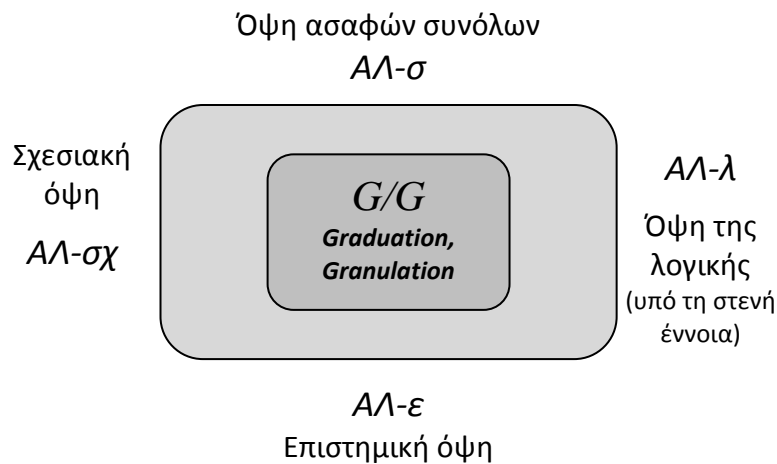 Όψη ασαφών συνόλων
ΑΛ-σ
Σχεσιακή
όψη
ΑΛ-σχ
G/G
Graduation,
Granulation
ΑΛ-λ
Όψη της
λογικής
(υπό τη στενή
έννοια)
ΑΛ-ε
Επιστημική όψη